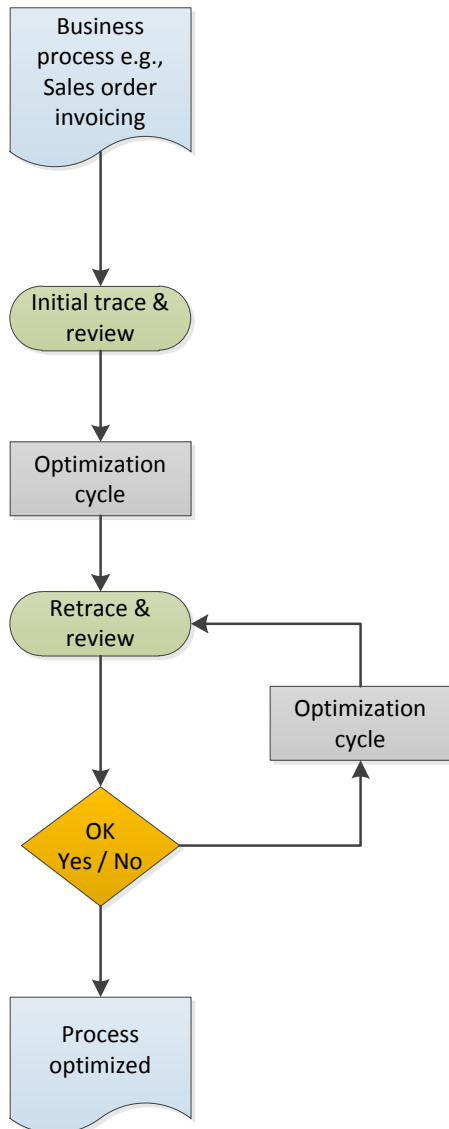 Business
process e.g.,
Sales order
invoicing
Initial trace &
review
Optimization
cycle
Retrace &
review
Optimization
cycle
OK
Yes / No
Process
optimized